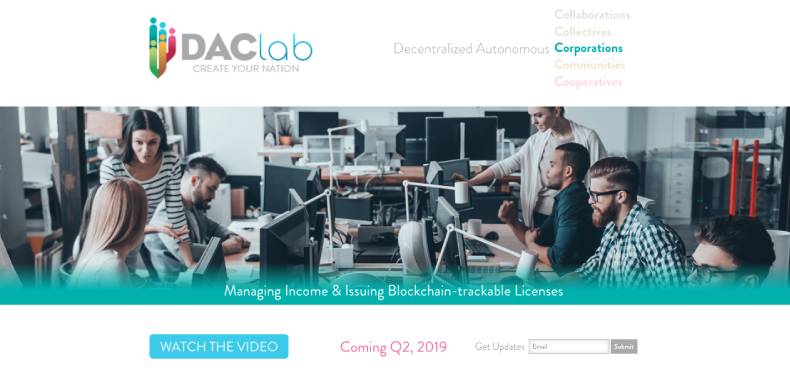 DAClab
CREATE YOUR NATION
Decentralized Autonomous
Collaborations
Collectives
Corporations
Communities
Cooperatives
Managing Income & Issuing Blockchain-trackable Licenses
WATCH THE VIDEO
Coming Q2, 2019
Get Updates
Email
Submit